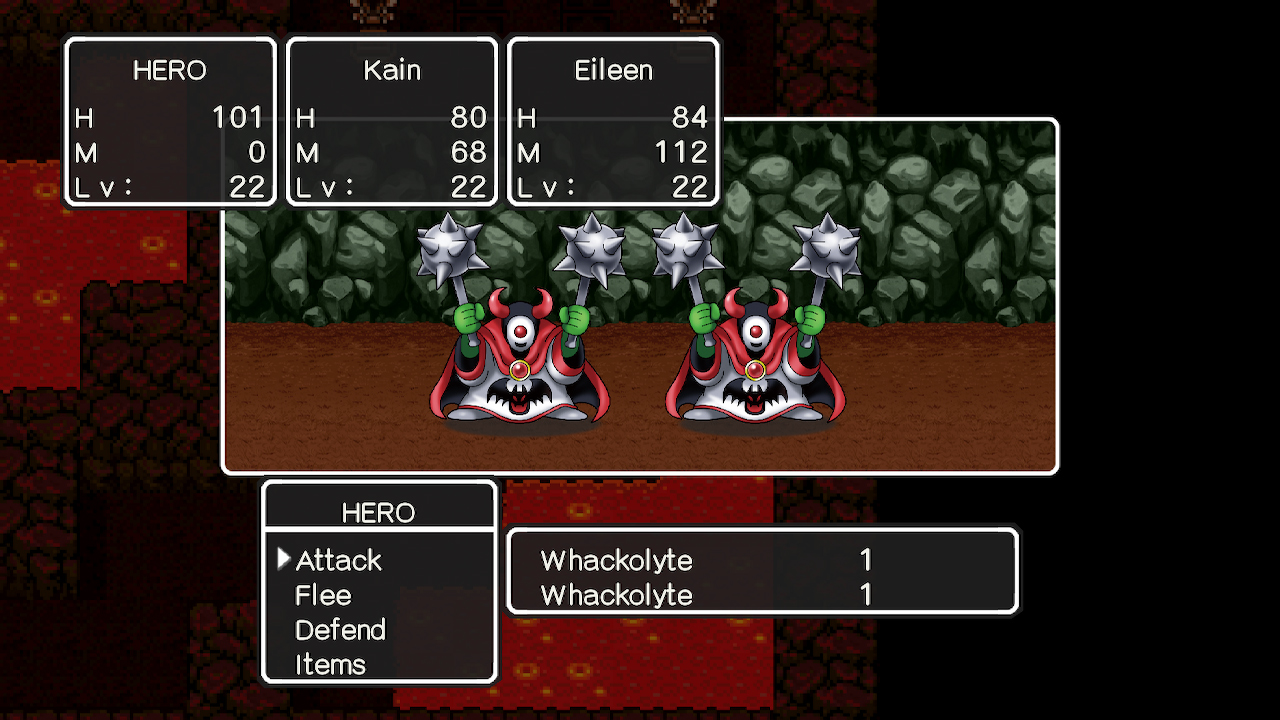 HERO Kain Eileen
H 101 H 80 H 84
M 0 M 68 M 112
Lv: 22 Lv: 22 Lv: 22
HERO
Attack
Flee
Defend
Items
Whackolyte 1
Whackolyte 1